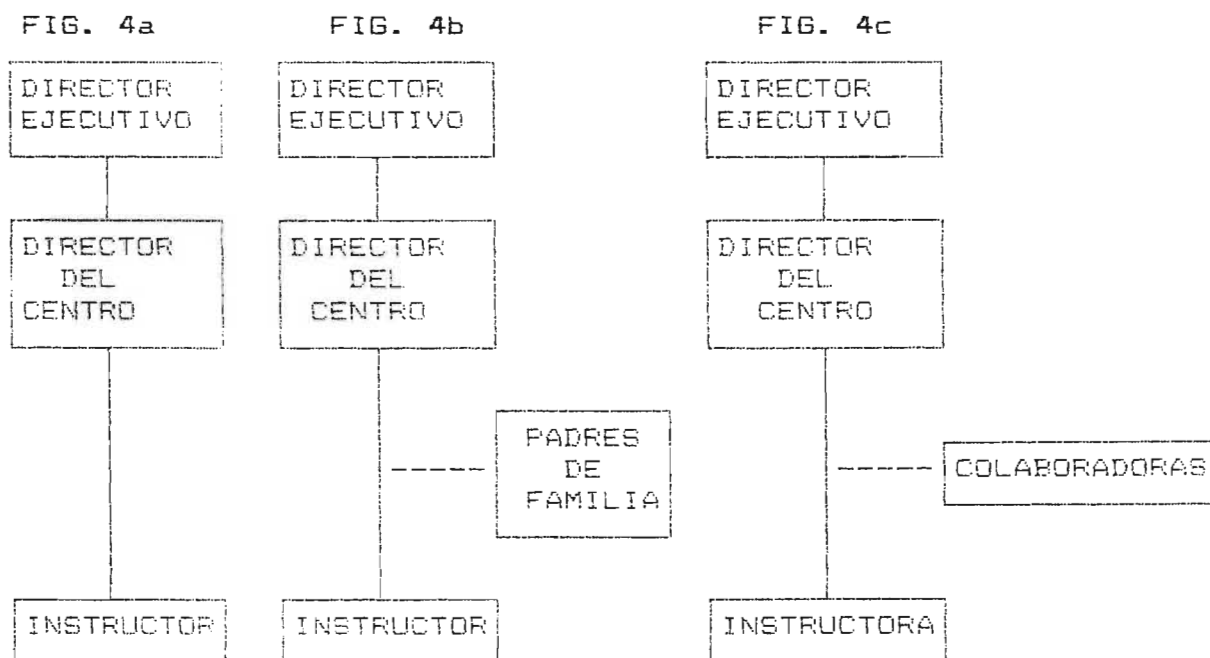 FIG. 4a
FIG. 4b
FIG. 4c
DIRECTOR
EJECUTIVO
DIRECTOR
EJECUTIVO
DIRECTOR
EJECUTIVO
DIRECTOR
DEL
CENTRO
DIRECTOR
DEL
CENTRO
DIRECTOR
DEL
CENTRO
PADRES
DE
FAMILIA
COLABORADORAS
INSTRUCTOR
INSTRUCTOR
INSTRUCTORA